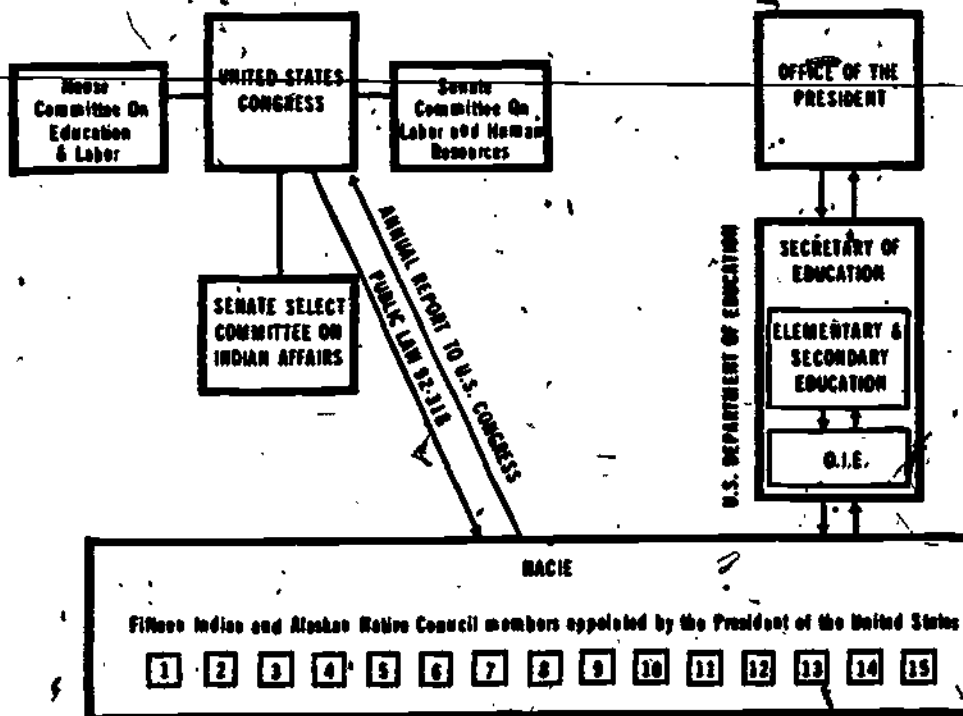 House
Committee On
Education
& Labor
UNITED STATES
CONGRESS
Senate
Committee On
Labor and Human
Resources
OFFICE OF THE
PRESIDENT
SENATE SELECT
COMMITTEE ON
INDIAN AFFAIRS
ANNUAL REPORT TO U.S. CONGRESS
PUBLIC LAW 92-318
U.S. DEPARTMENT OF EDUCATION
SECRETARY OF
EDUCATION
ELEMENTARY &
SECONDARY
EDUCATION
O.I.E.
NACIE
Fifteen Indian and Alaskan Native Council members appointed by the President of the United States
1 2 3 4 5 6 7 8 9 10 11 12 13 14 15